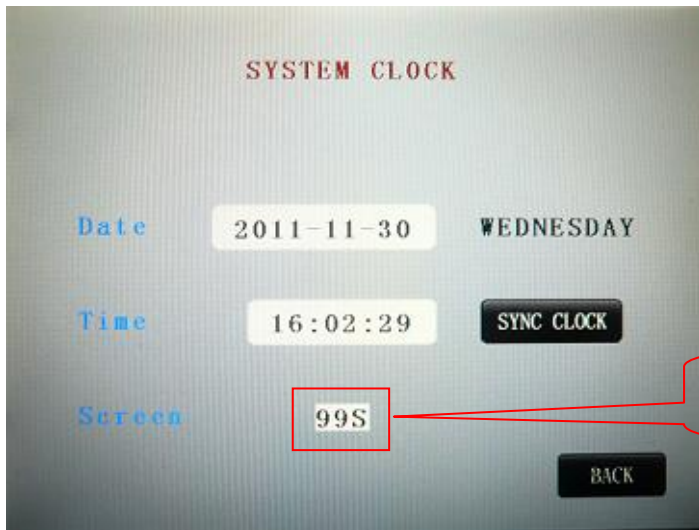 SYSTEM CLOCK
Date 2011-11-30 WEDNESDAY
Time 16:02:29 SYNC CLOCK
Screen 99S
BACK